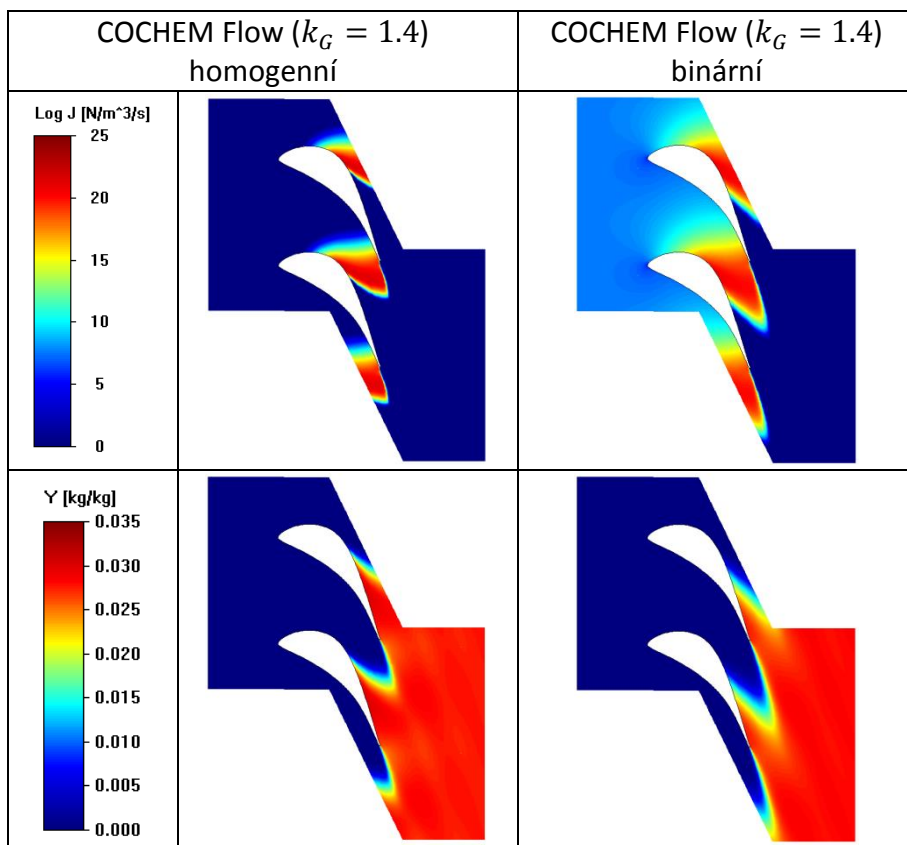 COCHEM Flow (k_G = 1.4)
homogenní
COCHEM Flow (k_G = 1.4)
binární
Log J [N/m^3/s]
25
20
15
10
5
0
Y [kg/kg]
0.035
0.030
0.025
0.020
0.015
0.010
0.005
0.000